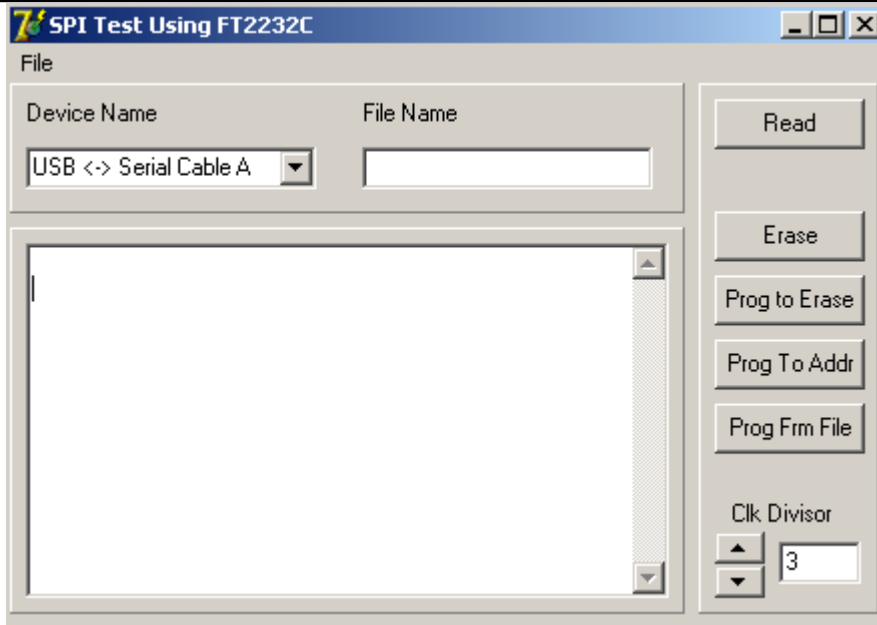 SPI Test Using FT2232C
File
Device Name
File Name
USB <-> Serial Cable A
Read
Erase
Prog to Erase
Prog To Addr
Prog Frm File
Clk Divisor
3